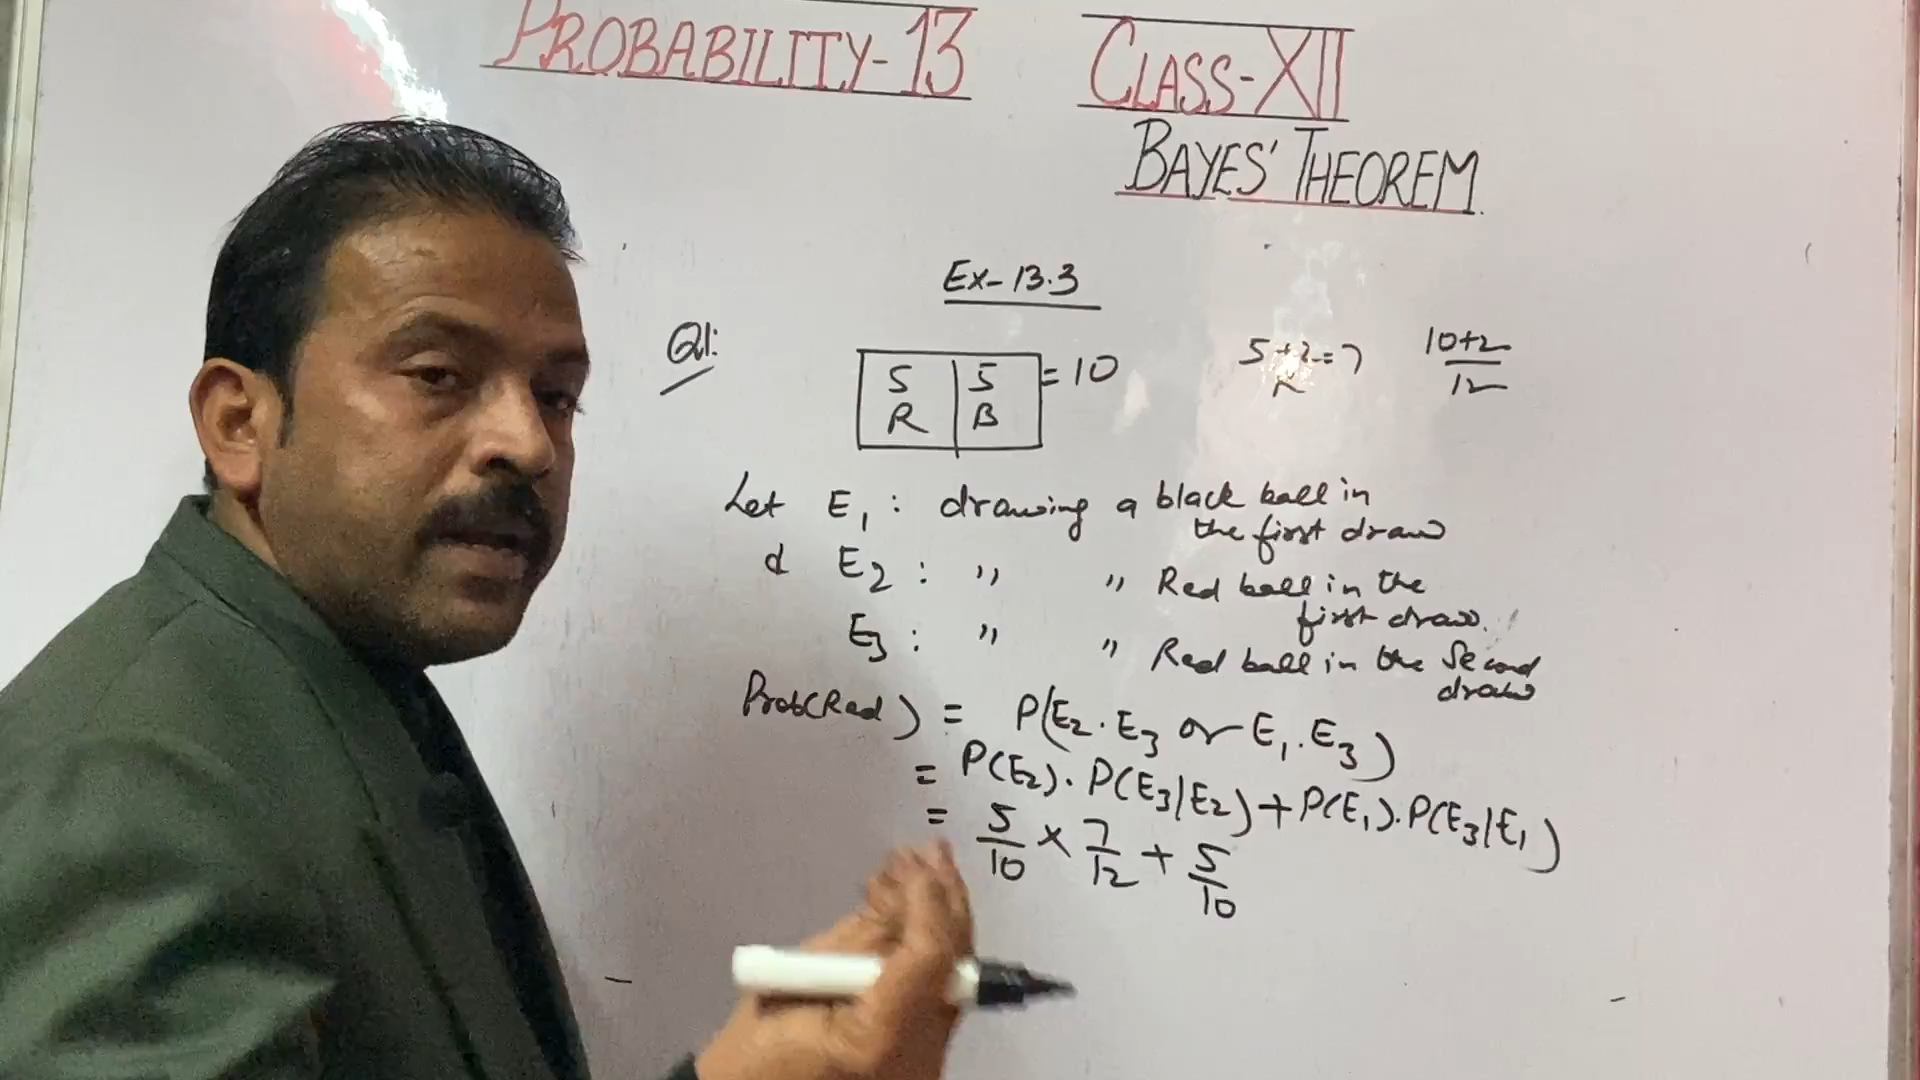 PROBABILITY-13 CLASS-XII
BAYES' THEOREM.
Ex-13.3
Q1:
5 | 5 = 10
R | B
5+2=7
R
10+2
12
Let E1 : drawing a black ball in
the first draw
d E2 : ,, ,, Red ball in the
first draw.
E3 : ,, ,, Red ball in the Second
draw
Prob(Red) = P(E2.E3 or E1.E3)
= P(E2).P(E3|E2)+P(E1).P(E3|E1)
= 5/10 × 7/12 + 5/10